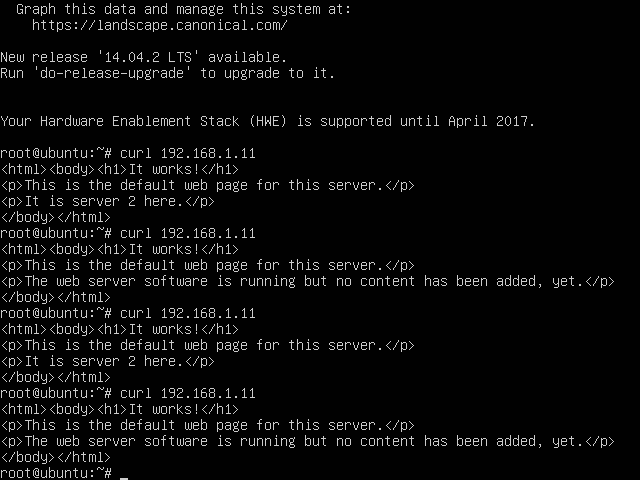 Graph this data and manage this system at:
https://landscape.canonical.com/
New release '14.04.2 LTS' available.
Run 'do-release-upgrade' to upgrade to it.
Your Hardware Enablement Stack (HWE) is supported until April 2017.
root@ubuntu:~# curl 192.168.1.11
<html><body><h1>It works!</h1>
<p>This is the default web page for this server.</p>
<p>It is server 2 here.</p>
</body></html>
root@ubuntu:~# curl 192.168.1.11
<html><body><h1>It works!</h1>
<p>This is the default web page for this server.</p>
<p>The web server software is running but no content has been added, yet.</p>
</body></html>
root@ubuntu:~# curl 192.168.1.11
<html><body><h1>It works!</h1>
<p>This is the default web page for this server.</p>
<p>It is server 2 here.</p>
</body></html>
root@ubuntu:~# curl 192.168.1.11
<html><body><h1>It works!</h1>
<p>This is the default web page for this server.</p>
<p>The web server software is running but no content has been added, yet.</p>
</body></html>
root@ubuntu:~# _